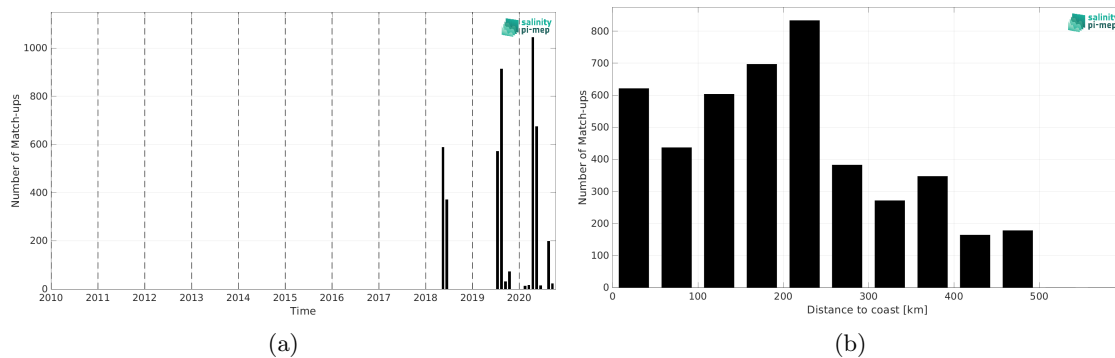 salinity
pi-mep
1000
800
600
400
200
0
Number of Match-ups
2010 2011 2012 2013 2014 2015 2016 2017 2018 2019 2020
Time
(a)
salinity
pi-mep
800
700
600
500
400
300
200
100
0
Number of Match-ups
0 100 200 300 400 500
Distance to coast [km]
(b)